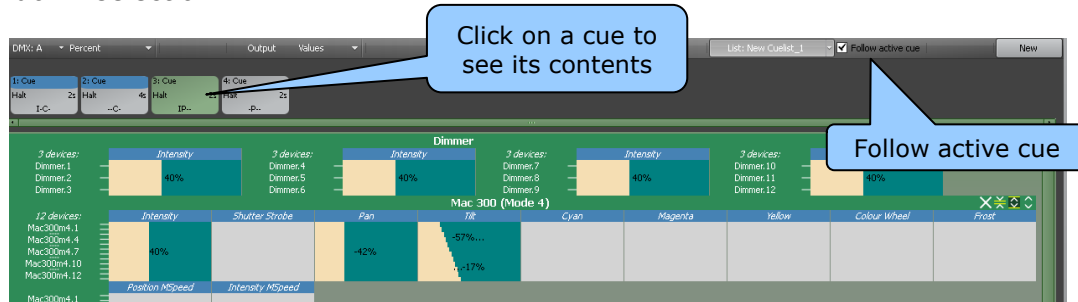 Click on a cue to
see its contents
DMX: A Percent Output Values List: New Cuelist_1 Follow active cue New
1: Cue 2: Cue 3: Cue 4: Cue
Halt 2s Halt 4s Halt 2s Halt 2s
I-C- --C- IP-- -P--
Follow active cue
Dimmer
3 devices: Intensity 3 devices: Intensity 3 devices: Intensity 3 devices:
Dimmer.1 Dimmer.4 Dimmer.7 Dimmer.10
Dimmer.2 40% Dimmer.5 40% Dimmer.8 40% Dimmer.11 40%
Dimmer.3 Dimmer.6 Dimmer.9 Dimmer.12
Mac 300 (Mode 4)
12 devices: Intensity Shutter Strobe Pan Tilt Cyan Magenta Yellow Colour Wheel Frost
Mac300m4.1
Mac300m4.4 -57%...
Mac300m4.7 40% -42%
Mac300m4.10 ...-17%
Mac300m4.12
Position MSpeed Intensity MSpeed
Mac300m4.1